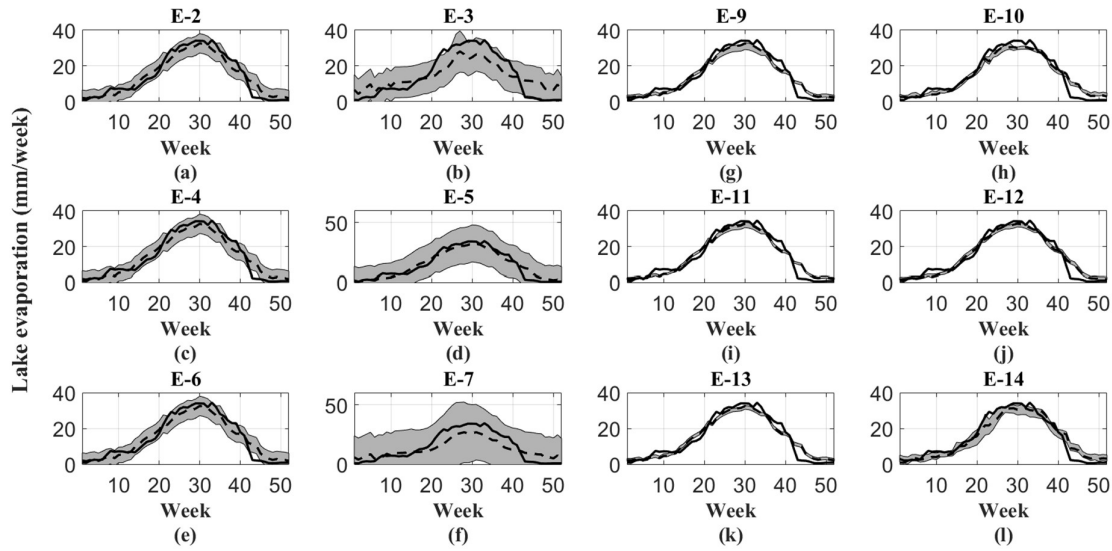 Lake evaporation (mm/week)
E-2 E-3 E-9 E-10
40 40 40 40
20 20 20 20
0 0 0 0
10 20 30 40 50 10 20 30 40 50 10 20 30 40 50 10 20 30 40 50
Week Week Week Week
(a) (b) (g) (h)
E-4 E-5 E-11 E-12
40 50 40 40
20 20 20
0 0 0 0
10 20 30 40 50 10 20 30 40 50 10 20 30 40 50 10 20 30 40 50
Week Week Week Week
(c) (d) (i) (j)
E-6 E-7 E-13 E-14
40 50 40 40
20 20 20
0 0 0 0
10 20 30 40 50 10 20 30 40 50 10 20 30 40 50 10 20 30 40 50
Week Week Week Week
(e) (f) (k) (l)